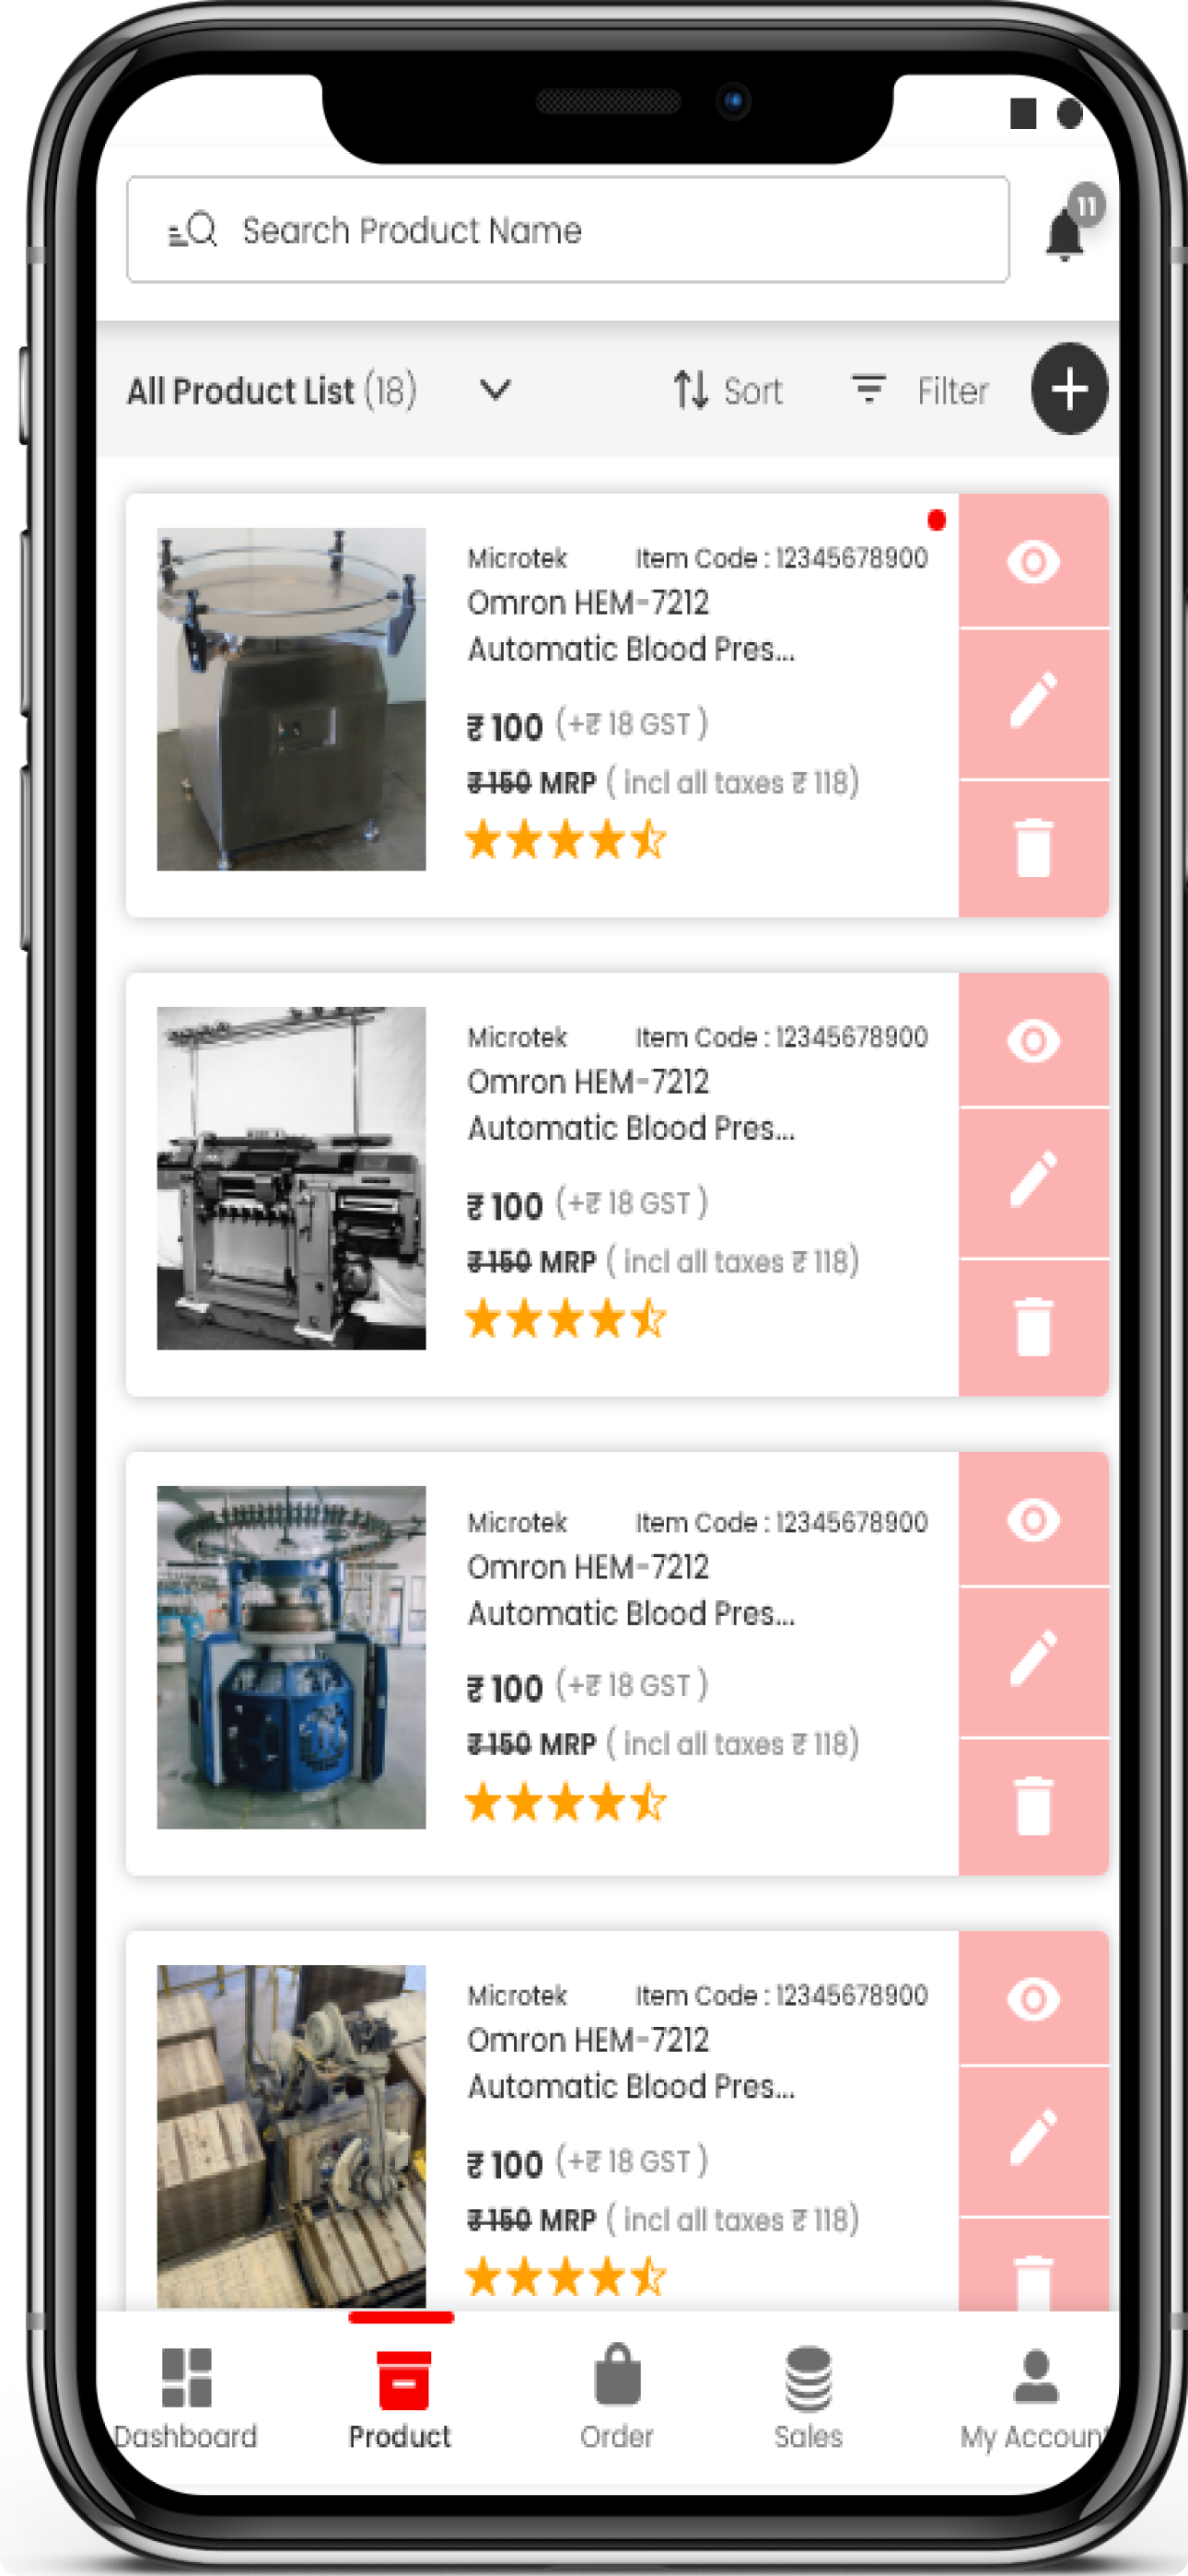 Search Product Name
11
All Product List (18) Sort Filter
Microtek Item Code : 12345678900
Omron HEM-7212
Automatic Blood Pres...
₹ 100 (+₹ 18 GST )
₹ 150 MRP ( incl all taxes ₹ 118)
Microtek Item Code : 12345678900
Omron HEM-7212
Automatic Blood Pres...
₹ 100 (+₹ 18 GST )
₹ 150 MRP ( incl all taxes ₹ 118)
Microtek Item Code : 12345678900
Omron HEM-7212
Automatic Blood Pres...
₹ 100 (+₹ 18 GST )
₹ 150 MRP ( incl all taxes ₹ 118)
Microtek Item Code : 12345678900
Omron HEM-7212
Automatic Blood Pres...
₹ 100 (+₹ 18 GST )
₹ 150 MRP ( incl all taxes ₹ 118)
Dashboard Product Order Sales My Account